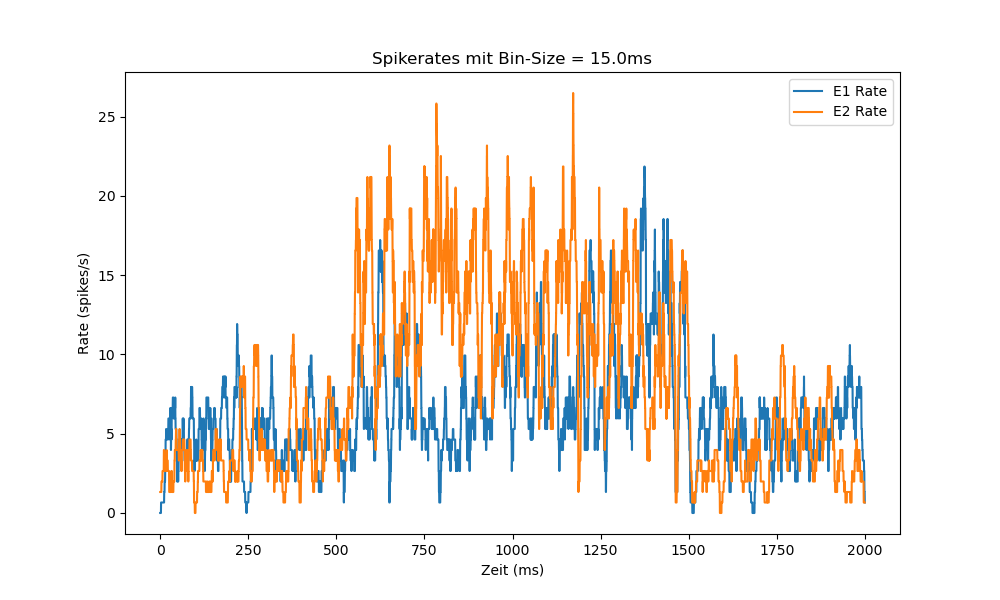 Spikerates mit Bin-Size = 15.0ms
E1 Rate
E2 Rate
Rate (spikes/s)
25
20
15
10
5
0
0 250 500 750 1000 1250 1500 1750 2000
Zeit (ms)